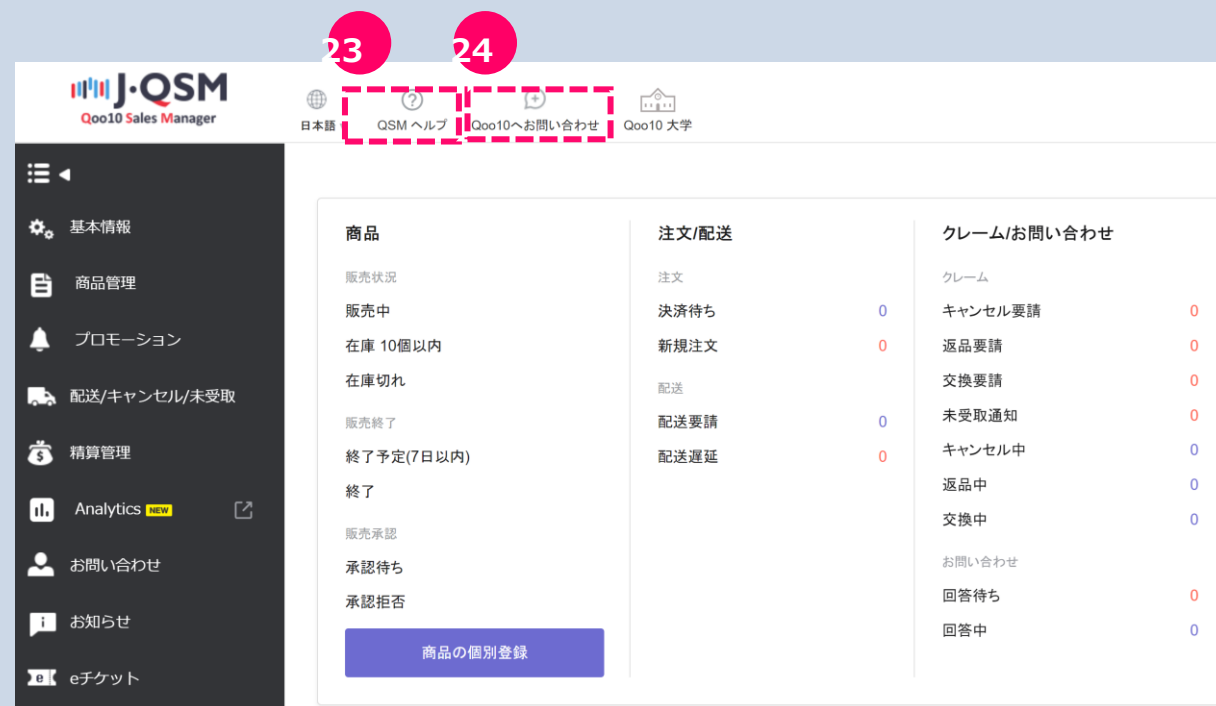 23
24
J·QSM
Qoo10 Sales Manager
日本語
QSM ヘルプ
Qoo10へお問い合わせ
Qoo10 大学
基本情報
商品管理
プロモーション
配送/キャンセル/未受取
精算管理
Analytics NEW
お問い合わせ
お知らせ
eチケット
商品
販売状況
販売中
在庫 10個以内
在庫切れ
販売終了
終了予定(7日以内)
終了
販売承認
承認待ち
承認拒否
商品の個別登録
注文/配送
注文
決済待ち 0
新規注文 0
配送
配送要請 0
配送遅延 0
クレーム/お問い合わせ
クレーム
キャンセル要請 0
返品要請 0
交換要請 0
未受取通知 0
キャンセル中 0
返品中 0
交換中 0
お問い合わせ
回答待ち 0
回答中 0